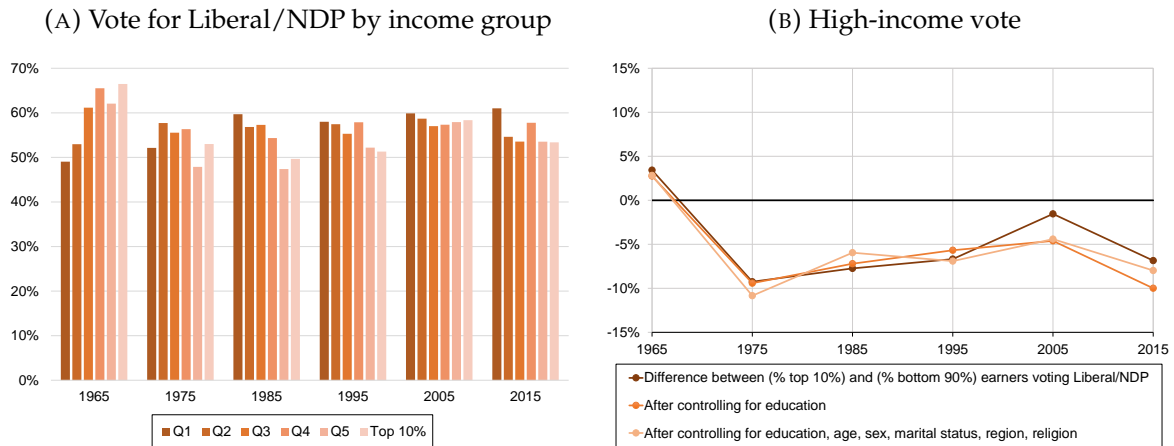 (A) Vote for Liberal/NDP by income group
70%
60%
50%
40%
30%
20%
10%
0%
1965 1975 1985 1995 2005 2015
Q1 Q2 Q3 Q4 Q5 Top 10%
(B) High-income vote
15%
10%
5%
0%
-5%
-10%
-15%
1965 1975 1985 1995 2005 2015
Difference between (% top 10%) and (% bottom 90%) earners voting Liberal/NDP
After controlling for education
After controlling for education, age, sex, marital status, region, religion